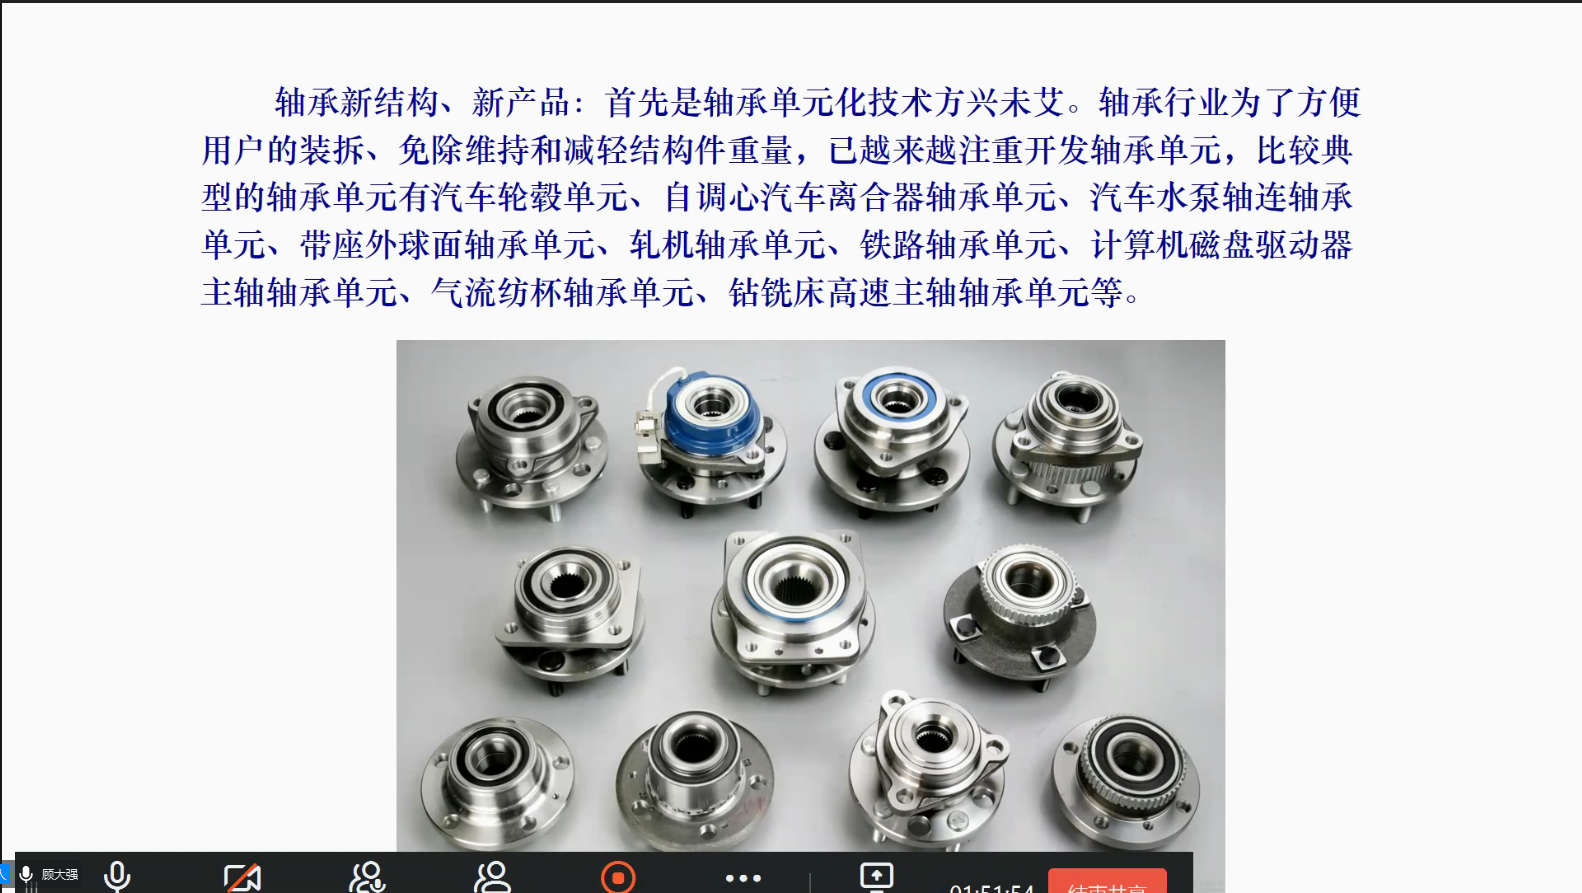 轴承新结构、新产品：首先是轴承单元化技术方兴未艾。轴承行业为了方便
用户的装拆、免除维持和减轻结构件重量，已越来越注重开发轴承单元，比较典
型的轴承单元有汽车轮毂单元、自调心汽车离合器轴承单元、汽车水泵轴连轴承
单元、带座外球面轴承单元、轧机轴承单元、铁路轴承单元、计算机磁盘驱动器
主轴轴承单元、气流纺杯轴承单元、钻铣床高速主轴轴承单元等。
顾大强
01:51:54
结束共享